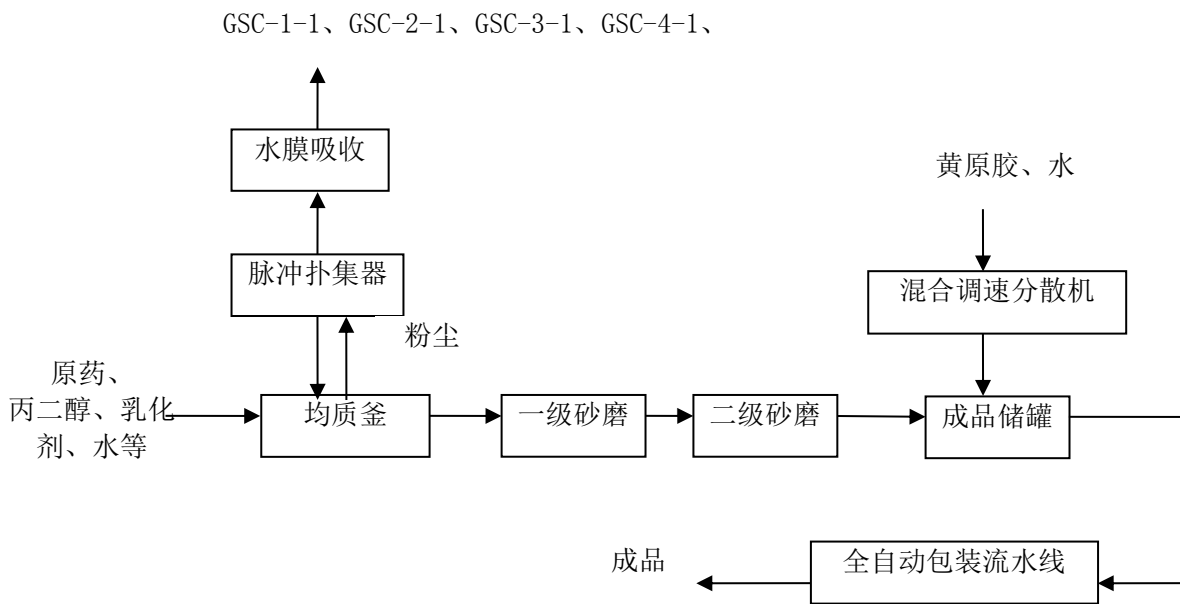 GSC-1-1、GSC-2-1、GSC-3-1、GSC-4-1、
水膜吸收
黄原胶、水
脉冲扑集器
混合调速分散机
粉尘
原药、
丙二醇、乳化
剂、水等
均质釜
一级砂磨
二级砂磨
成品储罐
成品
全自动包装流水线